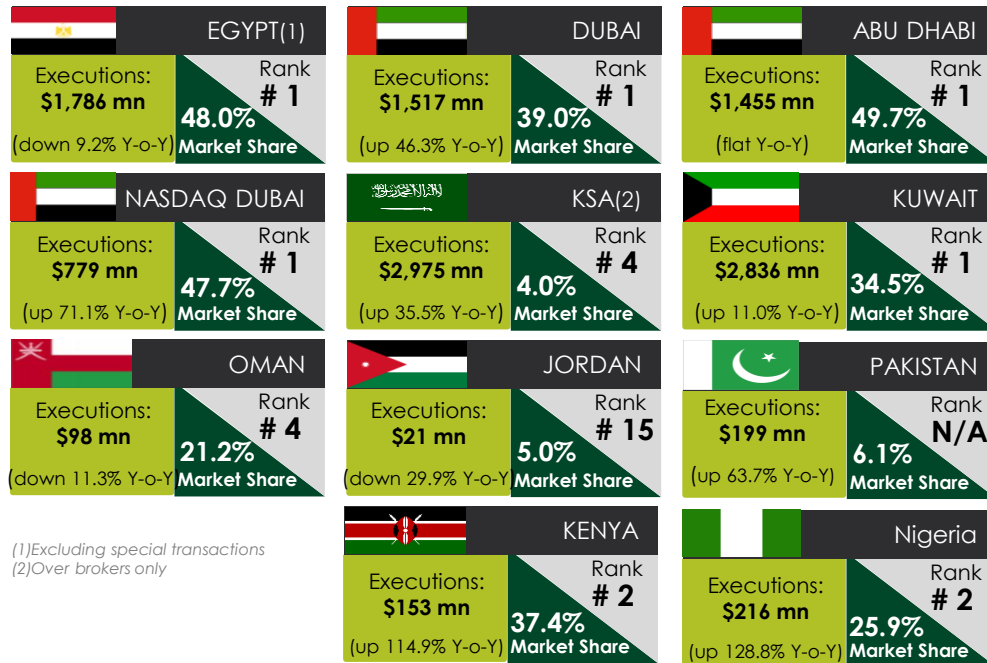 EGYPT(1)
Executions:
$1,786 mn
(down 9.2% Y-o-Y)
Rank
# 1
48.0%
Market Share
DUBAI
Executions:
$1,517 mn
(up 46.3% Y-o-Y)
Rank
# 1
39.0%
Market Share
ABU DHABI
Executions:
$1,455 mn
(flat Y-o-Y)
Rank
# 1
49.7%
Market Share
NASDAQ DUBAI
Executions:
$779 mn
(up 71.1% Y-o-Y)
Rank
# 1
47.7%
Market Share
KSA(2)
Executions:
$2,975 mn
(up 35.5% Y-o-Y)
Rank
# 4
4.0%
Market Share
KUWAIT
Executions:
$2,836 mn
(up 11.0% Y-o-Y)
Rank
# 1
34.5%
Market Share
OMAN
Executions:
$98 mn
(down 11.3% Y-o-Y
Rank
# 4
21.2%
Market Share
JORDAN
Executions:
$21 mn
(down 29.9% Y-o-Y
Rank
# 15
5.0%
Market Share
PAKISTAN
Executions:
$199 mn
(up 63.7% Y-o-Y)
Rank
N/A
6.1%
Market Share
KENYA
Executions:
$153 mn
(up 114.9% Y-o-Y)
Rank
# 2
37.4%
Market Share
Nigeria
Executions:
$216 mn
(up 128.8% Y-o-Y)
Rank
# 2
25.9%
Market Share
(1)Excluding special transactions
(2)Over brokers only